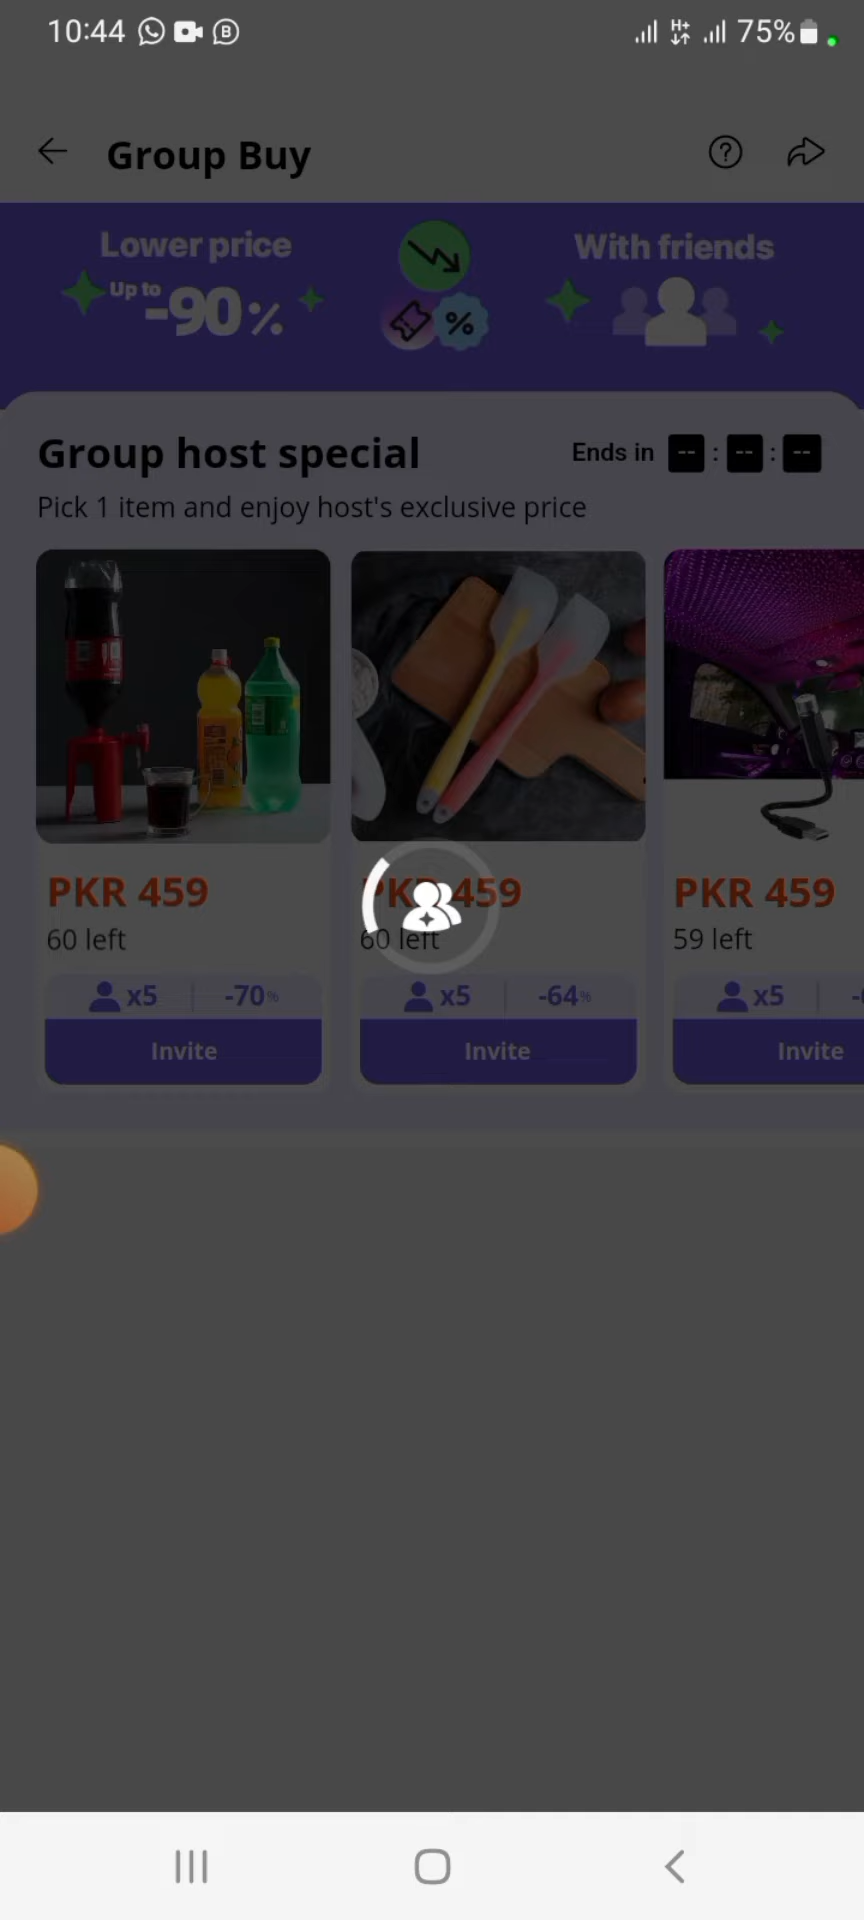 10:44 75%
Group Buy
Lower price
With friends
Up to
-90%
%
Group host special
Ends in -- : -- : --
Pick 1 item and enjoy host's exclusive price
PKR 459 PKR 459 PKR 459
60 left 60 left 59 left
x5 -70% x5 -64% x5
Invite Invite Invite